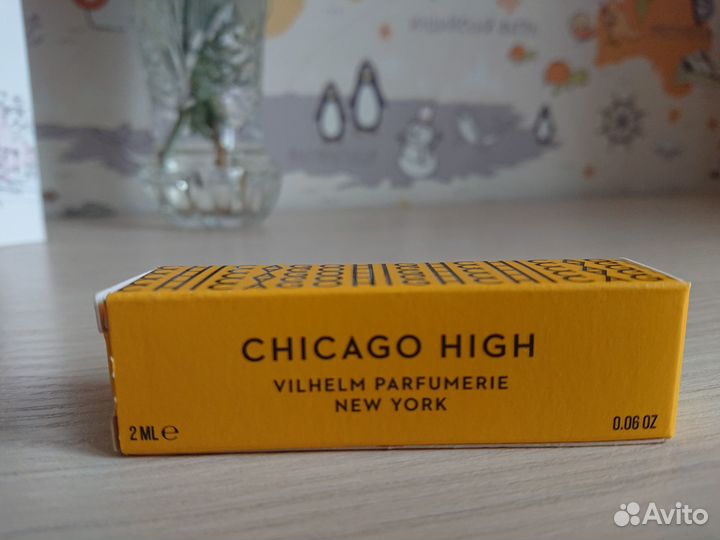 CHICAGO HIGH
VILHELM PARFUMERIE
NEW YORK
2 ML ℮
0.06 OZ
Avito